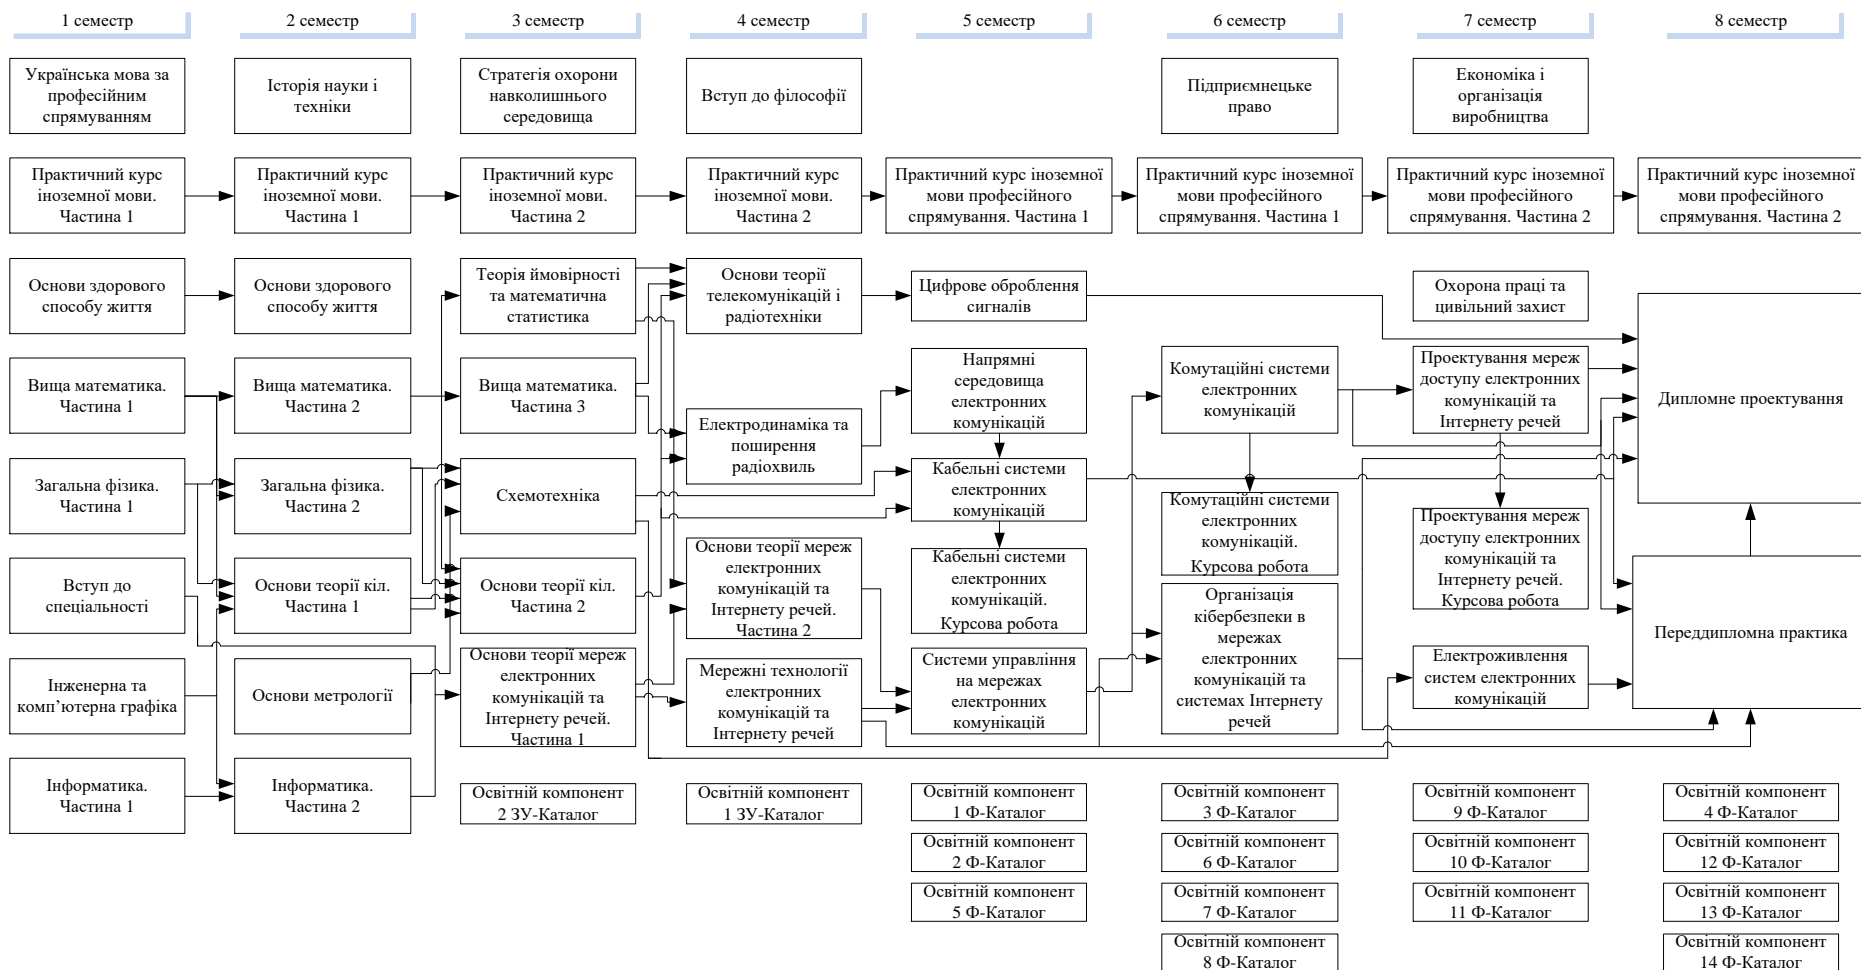 1 семестр
2 семестр
3 семестр
4 семестр
5 семестр
6 семестр
7 семестр
8 семестр
Українська мова за
професійним
спрямуванням
Історія науки і
техніки
Стратегія охорони
навколишнього
середовища
Вступ до філософії
Підприємнецьке
право
Економіка і
організація
виробництва
Практичний курс
іноземної мови.
Частина 1
Практичний курс
іноземної мови.
Частина 1
Практичний курс
іноземної мови.
Частина 2
Практичний курс
іноземної мови.
Частина 2
Практичний курс іноземної
мови професійного
спрямування. Частина 1
Практичний курс іноземної
мови професійного
спрямування. Частина 1
Практичний курс іноземної
мови професійного
спрямування. Частина 2
Практичний курс іноземної
мови професійного
спрямування. Частина 2
Основи здорового
способу життя
Основи здорового
способу життя
Теорія ймовірності
та математична
статистика
Основи теорії
телекомунікацій і
радіотехніки
Цифрове оброблення
сигналів
Охорона праці та
цивільний захист
Дипломне проектування
Вища математика.
Частина 1
Вища математика.
Частина 2
Вища математика.
Частина 3
Електродинаміка та
поширення
радіохвиль
Напрямні
середовища
електронних
комунікацій
Комутаційні системи
електронних
комунікацій
Проектування мереж
доступу електронних
комунікацій та
Інтернету речей
Загальна фізика.
Частина 1
Загальна фізика.
Частина 2
Схемотехніка
Кабельні системи
електронних
комунікацій
Комутаційні системи
електронних
комунікацій.
Курсова робота
Проектування мереж
доступу електронних
комунікацій та
Інтернету речей.
Курсова робота
Вступ до
спеціальності
Основи теорії кіл.
Частина 1
Основи теорії кіл.
Частина 2
Основи теорії мереж
електронних
комунікацій та
Інтернету речей.
Частина 2
Кабельні системи
електронних
комунікацій.
Курсова робота
Організація
кібербезпеки в
мережах
електронних
комунікацій та
системах Інтернету
речей
Переддипломна практика
Інженерна та
комп’ютерна графіка
Основи метрології
Основи теорії мереж
електронних
комунікацій та
Інтернету речей.
Частина 1
Мережні технології
електронних
комунікацій та
Інтернету речей
Системи управління
на мережах
електронних
комунікацій
Електроживлення
систем електронних
комунікацій
Інформатика.
Частина 1
Інформатика.
Частина 2
Освітній компонент
2 ЗУ-Каталог
Освітній компонент
1 ЗУ-Каталог
Освітній компонент
1 Ф-Каталог
Освітній компонент
3 Ф-Каталог
Освітній компонент
9 Ф-Каталог
Освітній компонент
4 Ф-Каталог
Освітній компонент
2 Ф-Каталог
Освітній компонент
6 Ф-Каталог
Освітній компонент
10 Ф-Каталог
Освітній компонент
12 Ф-Каталог
Освітній компонент
5 Ф-Каталог
Освітній компонент
7 Ф-Каталог
Освітній компонент
11 Ф-Каталог
Освітній компонент
13 Ф-Каталог
Освітній компонент
8 Ф-Каталог
Освітній компонент
14 Ф-Каталог